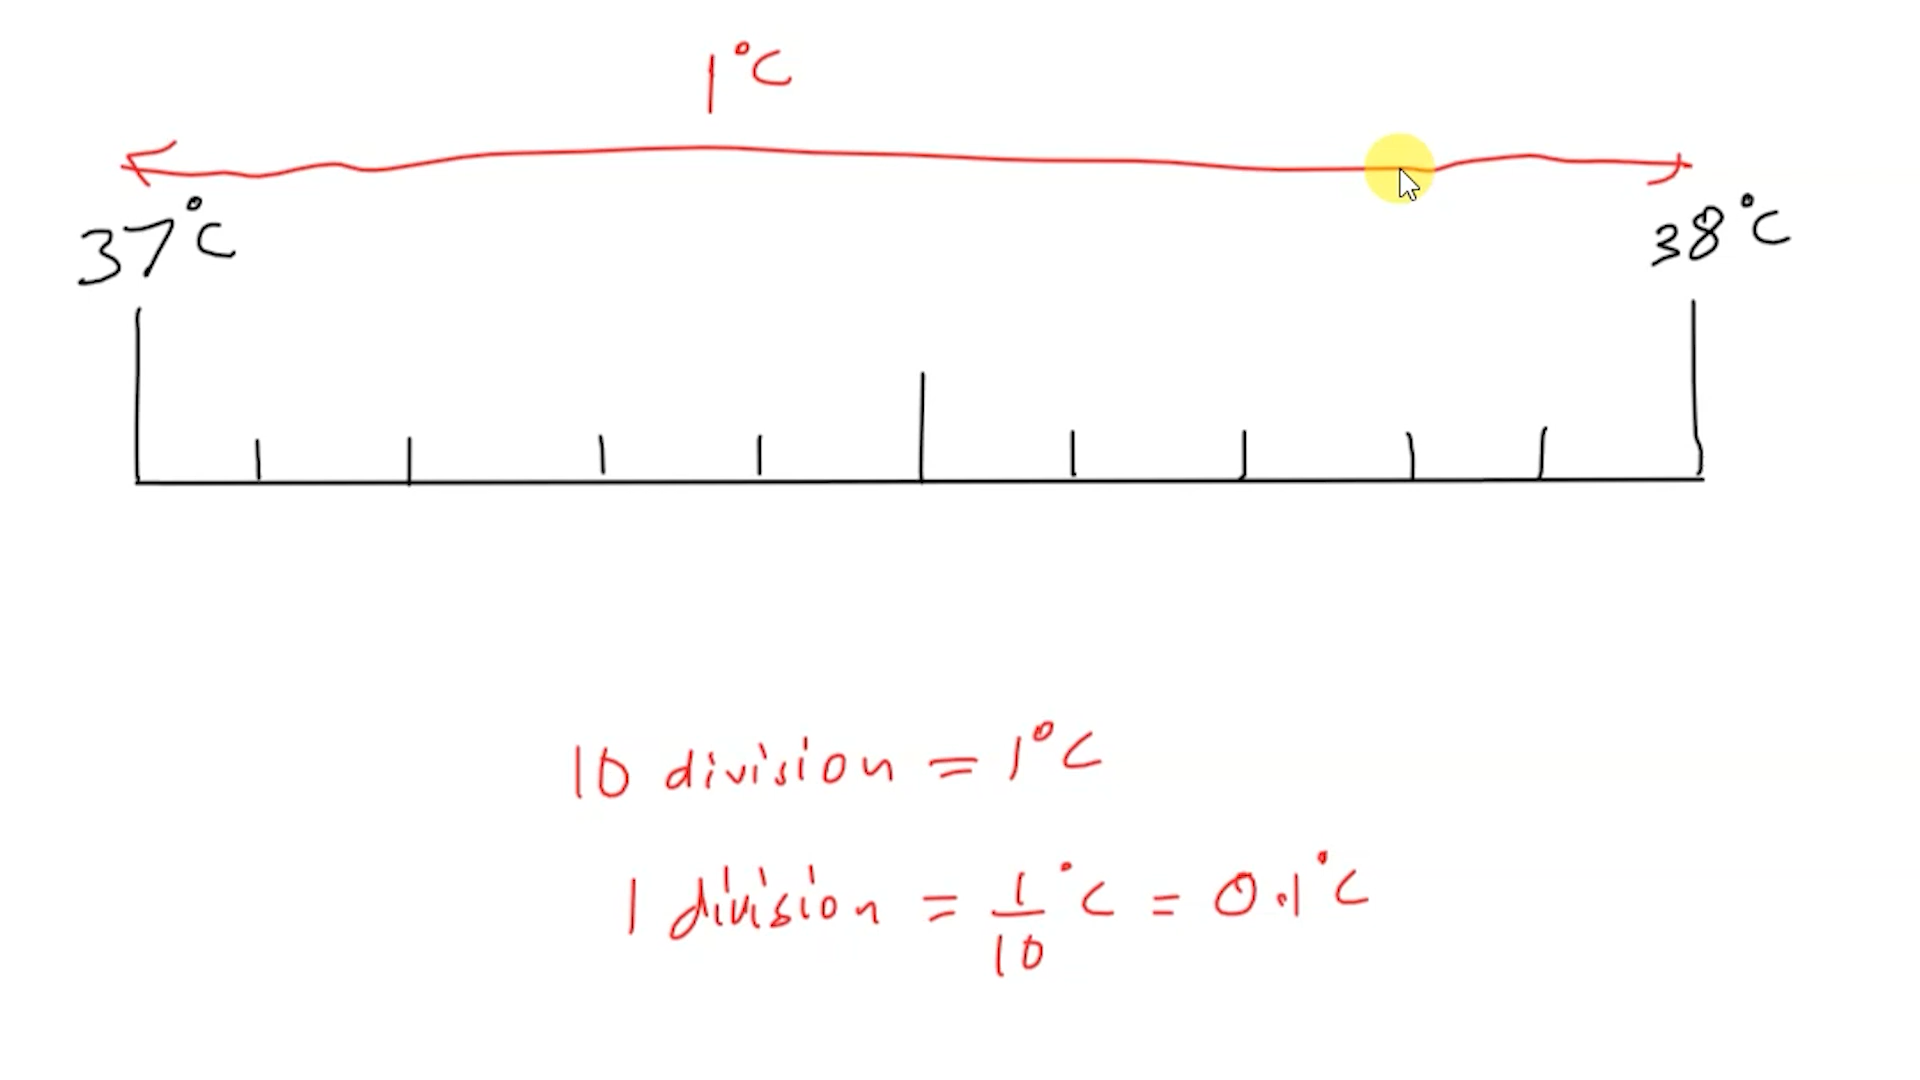 1°C
37°C 38°C
10 division = 1°C
1 division = 1/10 °C = 0.1°C